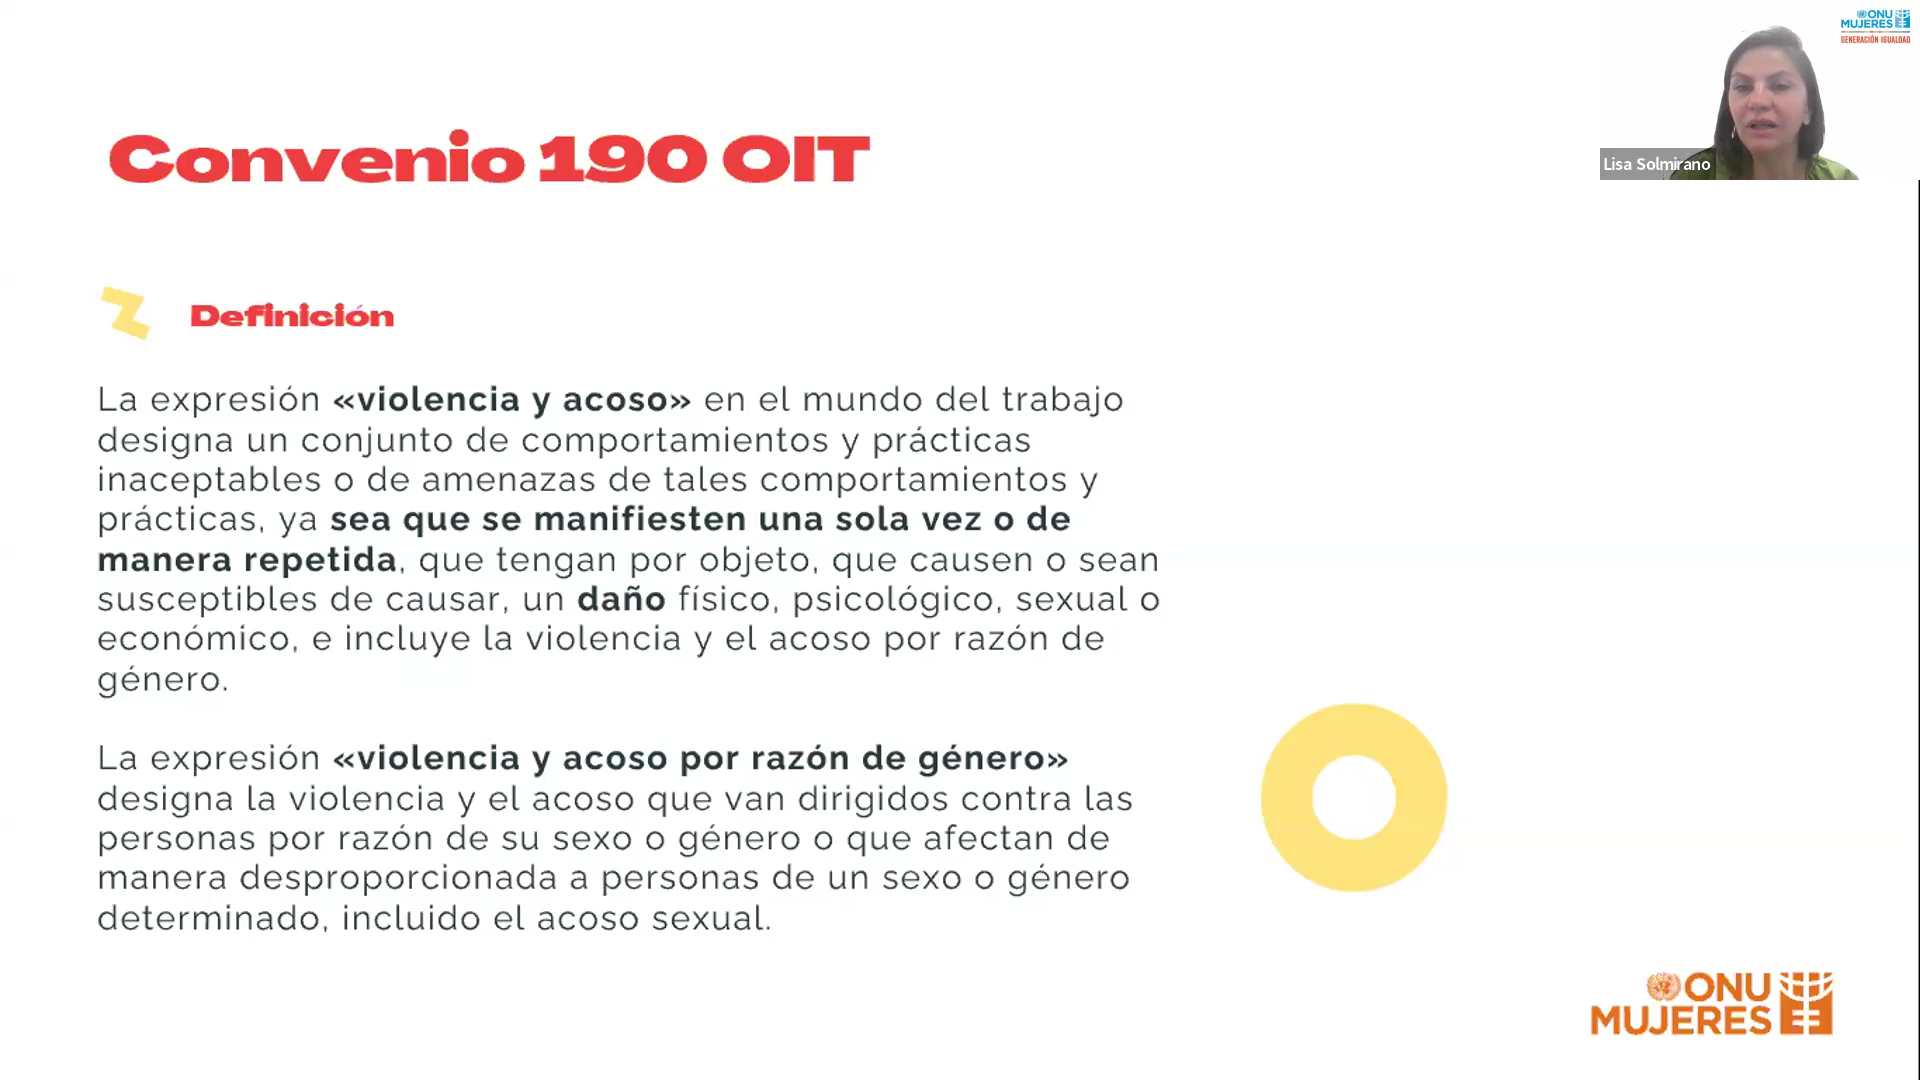 ONU
MUJERES
GENERACIÓN IGUALDAD
Lisa Solmirano
Convenio 190 OIT
Definición
La expresión «violencia y acoso» en el mundo del trabajo
designa un conjunto de comportamientos y prácticas
inaceptables o de amenazas de tales comportamientos y
prácticas, ya sea que se manifiesten una sola vez o de
manera repetida, que tengan por objeto, que causen o sean
susceptibles de causar, un daño físico, psicológico, sexual o
económico, e incluye la violencia y el acoso por razón de
género.
La expresión «violencia y acoso por razón de género»
designa la violencia y el acoso que van dirigidos contra las
personas por razón de su sexo o género o que afectan de
manera desproporcionada a personas de un sexo o género
determinado, incluido el acoso sexual.
ONU
MUJERES